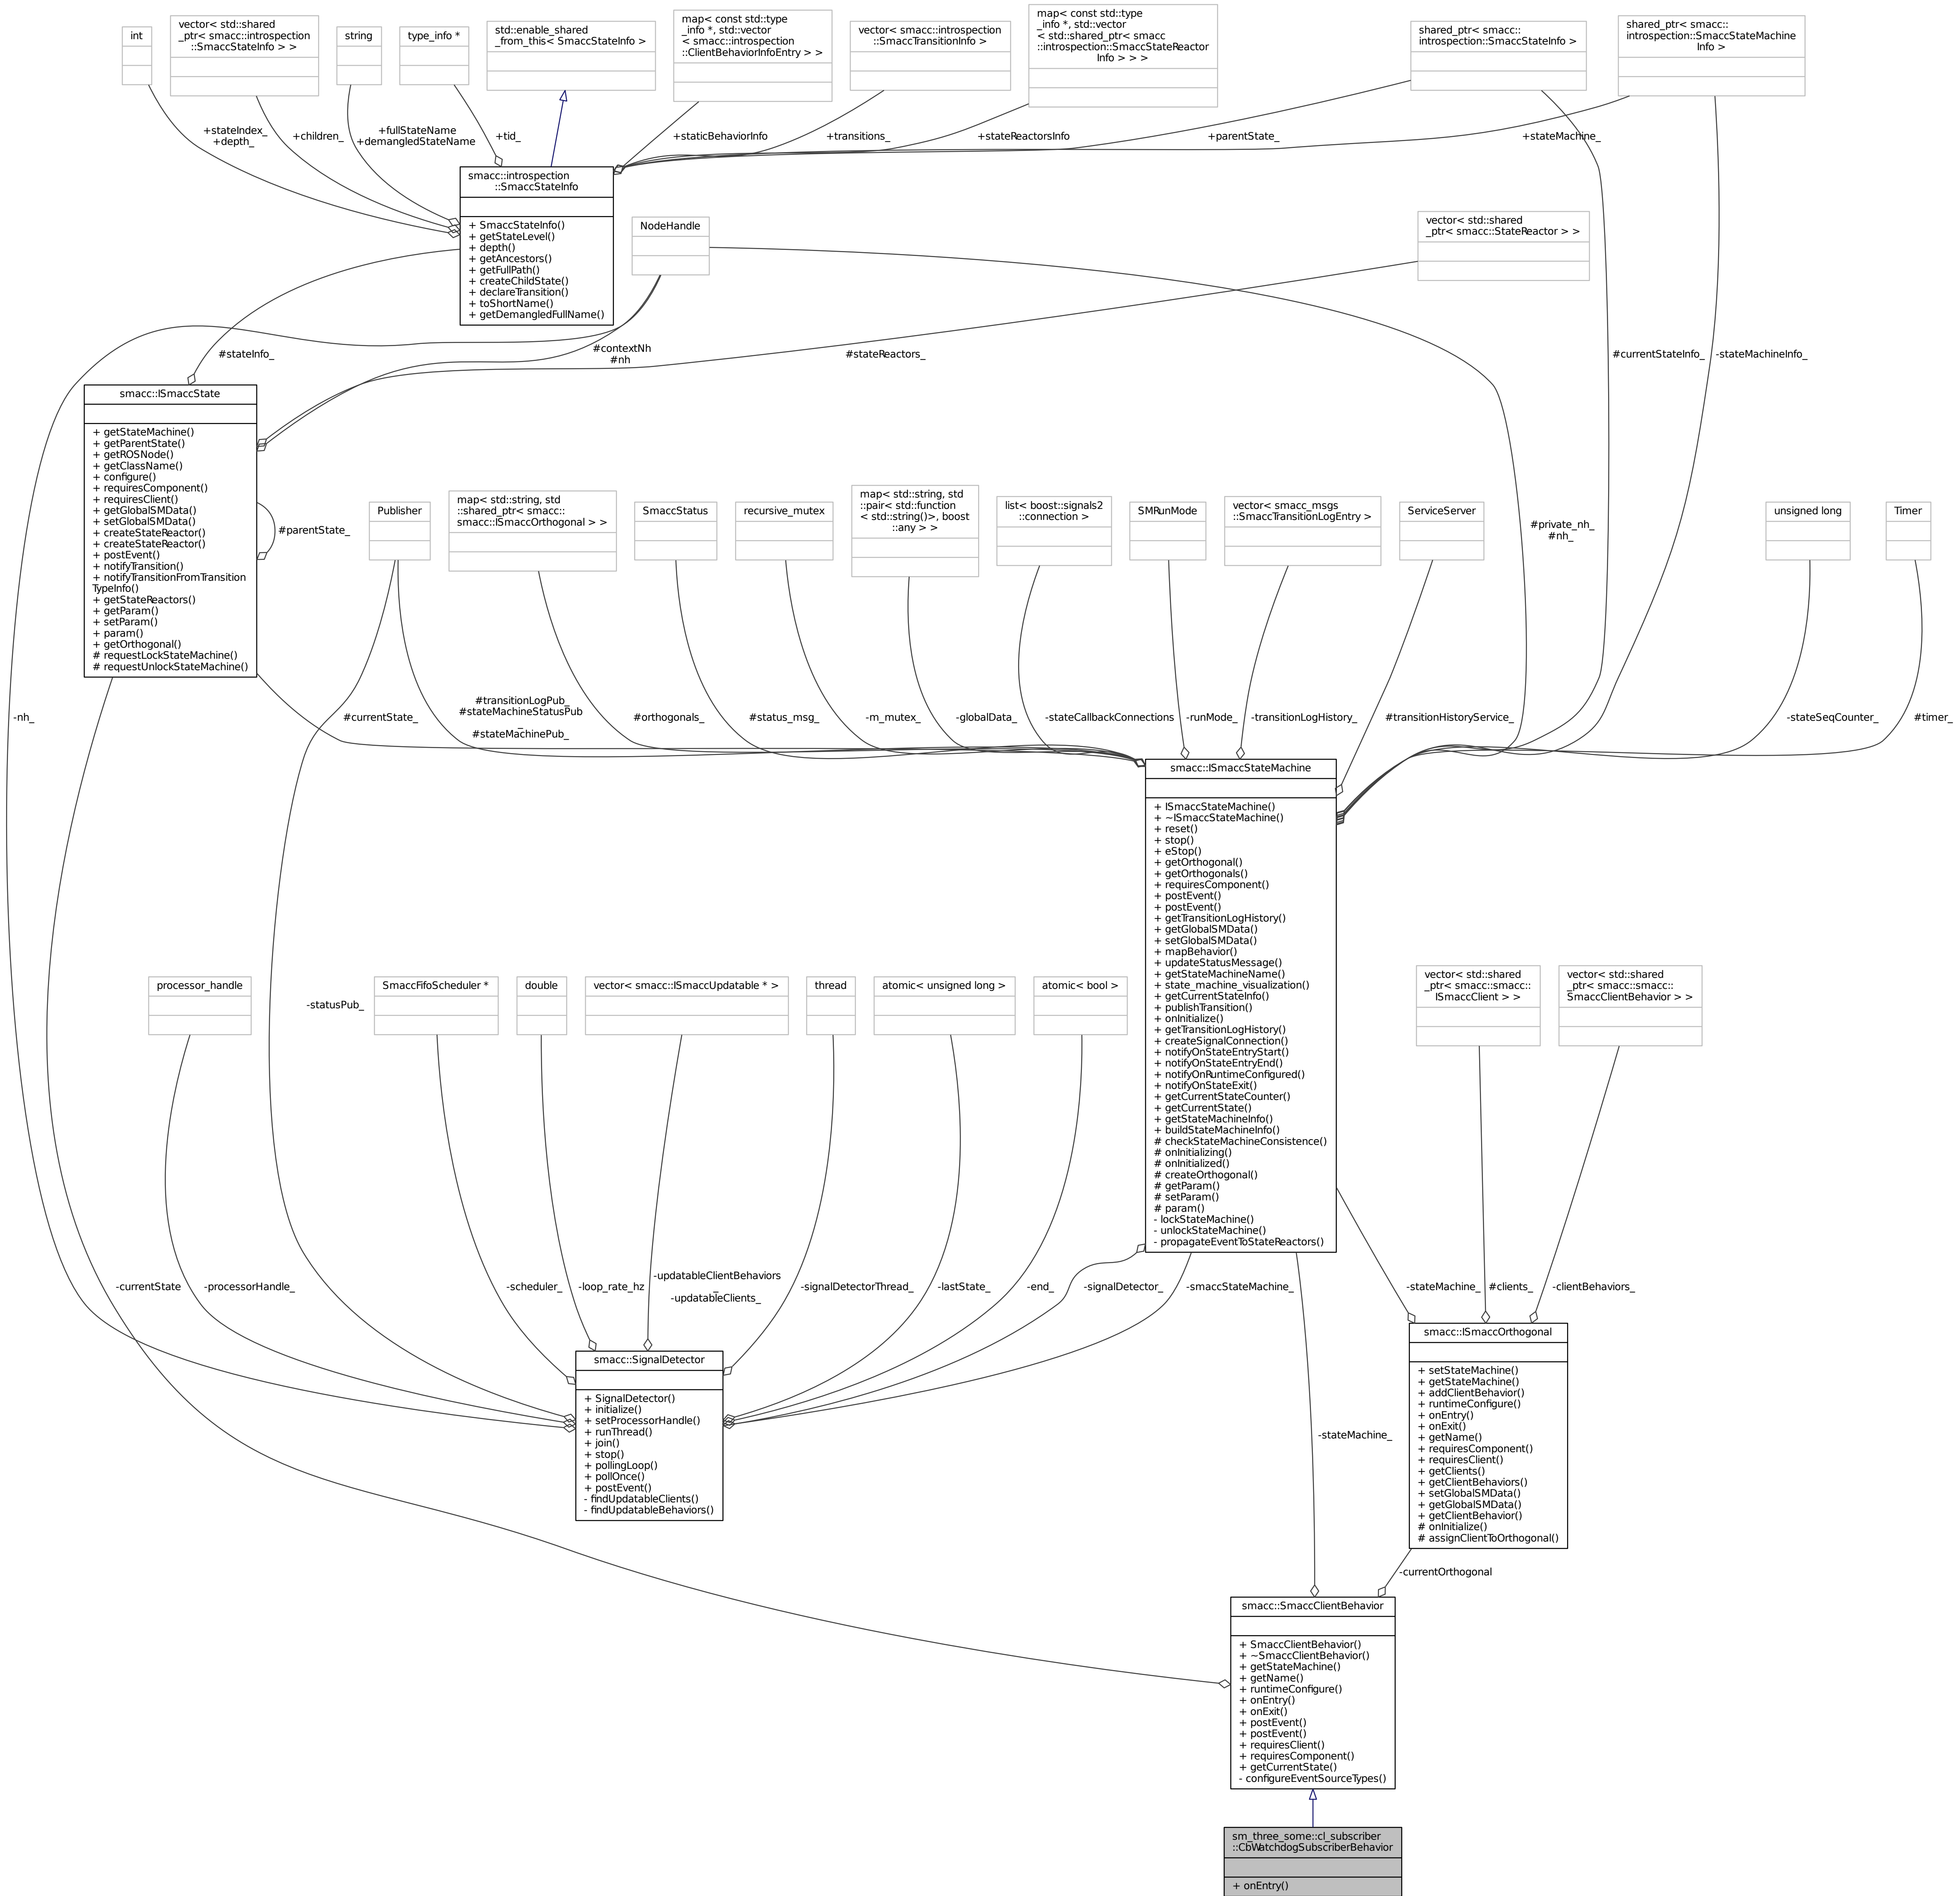 int
vector< std::shared
_ptr< smacc::introspection
::SmaccStateInfo > >
string
type_info *
std::enable_shared
_from_this< SmaccStateInfo >
map< const std::type
_info *, std::vector
< smacc::introspection
::ClientBehaviorInfoEntry > >
vector< smacc::introspection
::SmaccTransitionInfo >
map< const std::type
_info *, std::vector
< std::shared_ptr< smacc
::introspection::SmaccStateReactor
Info > > >
shared_ptr< smacc::
introspection::SmaccStateInfo >
shared_ptr< smacc::
introspection::SmaccStateMachine
Info >
+stateIndex_
+depth_
+children_
+fullStateName
+demangledStateName
+tid_
+staticBehaviorInfo
+transitions_
+stateReactorsInfo
+parentState_
+stateMachine_
smacc::introspection
::SmaccStateInfo
+ SmaccStateInfo()
+ getStateLevel()
+ depth()
+ getAncestors()
+ getFullPath()
+ createChildState()
+ declareTransition()
+ toShortName()
+ getDemangledFullName()
NodeHandle
vector< std::shared
_ptr< smacc::StateReactor > >
#stateInfo_
#contextNh
#nh
#stateReactors_
#currentStateInfo_
-stateMachineInfo_
smacc::ISmaccState
+ getStateMachine()
+ getParentState()
+ getROSNode()
+ getClassName()
+ configure()
+ requiresComponent()
+ requiresClient()
+ getGlobalSMData()
+ setGlobalSMData()
+ createStateReactor()
+ createStateReactor()
+ postEvent()
+ notifyTransition()
+ notifyTransitionFromTransition
TypeInfo()
+ getStateReactors()
+ getParam()
+ setParam()
+ param()
+ getOrthogonal()
# requestLockStateMachine()
# requestUnlockStateMachine()
#parentState_
Publisher
map< std::string, std
::shared_ptr< smacc::
smacc::ISmaccOrthogonal > >
SmaccStatus
recursive_mutex
map< std::string, std
::pair< std::function
< std::string()>, boost
::any > >
list< boost::signals2
::connection >
SMRunMode
vector< smacc_msgs
::SmaccTransitionLogEntry >
ServiceServer
#private_nh_
#nh_
unsigned long
Timer
-nh_
#currentState_
#transitionLogPub_
#stateMachineStatusPub
_
#stateMachinePub_
#orthogonals_
#status_msg_
-m_mutex_
-globalData_
-stateCallbackConnections
-runMode_
-transitionLogHistory_
#transitionHistoryService_
-stateSeqCounter_
#timer_
smacc::ISmaccStateMachine
+ ISmaccStateMachine()
+ ~ISmaccStateMachine()
+ reset()
+ stop()
+ eStop()
+ getOrthogonal()
+ getOrthogonals()
+ requiresComponent()
+ postEvent()
+ postEvent()
+ getTransitionLogHistory()
+ getGlobalSMData()
+ setGlobalSMData()
+ mapBehavior()
+ updateStatusMessage()
+ getStateMachineName()
+ state_machine_visualization()
+ getCurrentStateInfo()
+ publishTransition()
+ onInitialize()
+ getTransitionLogHistory()
+ createSignalConnection()
+ notifyOnStateEntryStart()
+ notifyOnStateEntryEnd()
+ notifyOnRuntimeConfigured()
+ notifyOnStateExit()
+ getCurrentStateCounter()
+ getCurrentState()
+ getStateMachineInfo()
+ buildStateMachineInfo()
# checkStateMachineConsistence()
# onInitializing()
# onInitialized()
# createOrthogonal()
# getParam()
# setParam()
# param()
- lockStateMachine()
- unlockStateMachine()
- propagateEventToStateReactors()
processor_handle
-statusPub_
SmaccFifoScheduler *
double
vector< smacc::ISmaccUpdatable * >
thread
atomic< unsigned long >
atomic< bool >
vector< std::shared
_ptr< smacc::smacc::
ISmaccClient > >
vector< std::shared
_ptr< smacc::smacc::
SmaccClientBehavior > >
-currentState
-processorHandle_
-scheduler_
-loop_rate_hz
-updatableClientBehaviors
_
-updatableClients_
-signalDetectorThread_
-lastState_
-end_
-signalDetector_
-smaccStateMachine_
-stateMachine_
#clients_
-clientBehaviors_
smacc::SignalDetector
+ SignalDetector()
+ initialize()
+ setProcessorHandle()
+ runThread()
+ join()
+ stop()
+ pollingLoop()
+ pollOnce()
+ postEvent()
- findUpdatableClients()
- findUpdatableBehaviors()
-stateMachine_
smacc::ISmaccOrthogonal
+ setStateMachine()
+ getStateMachine()
+ addClientBehavior()
+ runtimeConfigure()
+ onEntry()
+ onExit()
+ getName()
+ requiresComponent()
+ requiresClient()
+ getClients()
+ getClientBehaviors()
+ setGlobalSMData()
+ getGlobalSMData()
+ getClientBehavior()
# onInitialize()
# assignClientToOrthogonal()
-currentOrthogonal
smacc::SmaccClientBehavior
+ SmaccClientBehavior()
+ ~SmaccClientBehavior()
+ getStateMachine()
+ getName()
+ runtimeConfigure()
+ onEntry()
+ onExit()
+ postEvent()
+ postEvent()
+ requiresClient()
+ requiresComponent()
+ getCurrentState()
- configureEventSourceTypes()
sm_three_some::cl_subscriber
::CbWatchdogSubscriberBehavior
+ onEntry()